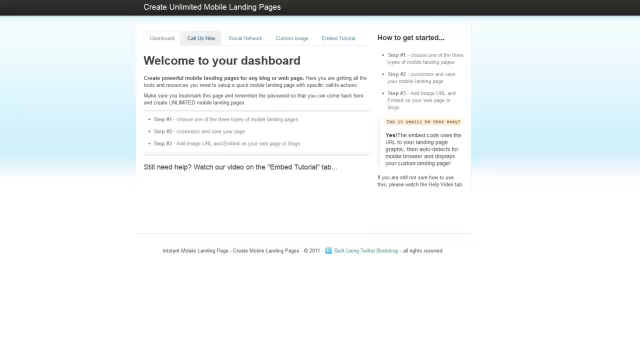 Create Unlimited Mobile Landing Pages
Dashboard
Call Us Now
Social Network
Custom Image
Embed Tutorial
Welcome to your dashboard
Create powerful mobile landing pages for any blog or web page. Here you are getting all the
tools and resources you need to setup a quick mobile landing page with specific call-to-actions.
Make sure you bookmark this page and remember the password so that you can come back here
and create UNLIMITED mobile landing pages.
Step #1 - choose one of the three types of mobile landing pages
Step #2 - customize and save your page
Step #3 - Add Image URL and Embed on your web page or blogs
Still need help? Watch our video on the "Embed Tutorial" tab...
How to get started...
Step #1 - choose one of the three
types of mobile landing pages
Step #2 - customize and save
your mobile landing page
Step #3 - Add Image URL and
Embed on your web page or
blogs
Can it really be that easy?
Yes!The embed code uses the
URL to your landing page
graphic, then auto-detects for
mobile browser and displays
your custom landing page!
If you are still not sure how to use
this, please watch the Help Video tab.
Intstant Mobile Landing Page - Create Mobile Landing Pages - © 2011 - Built Using Twitter Bootstrap - all rights reserved.